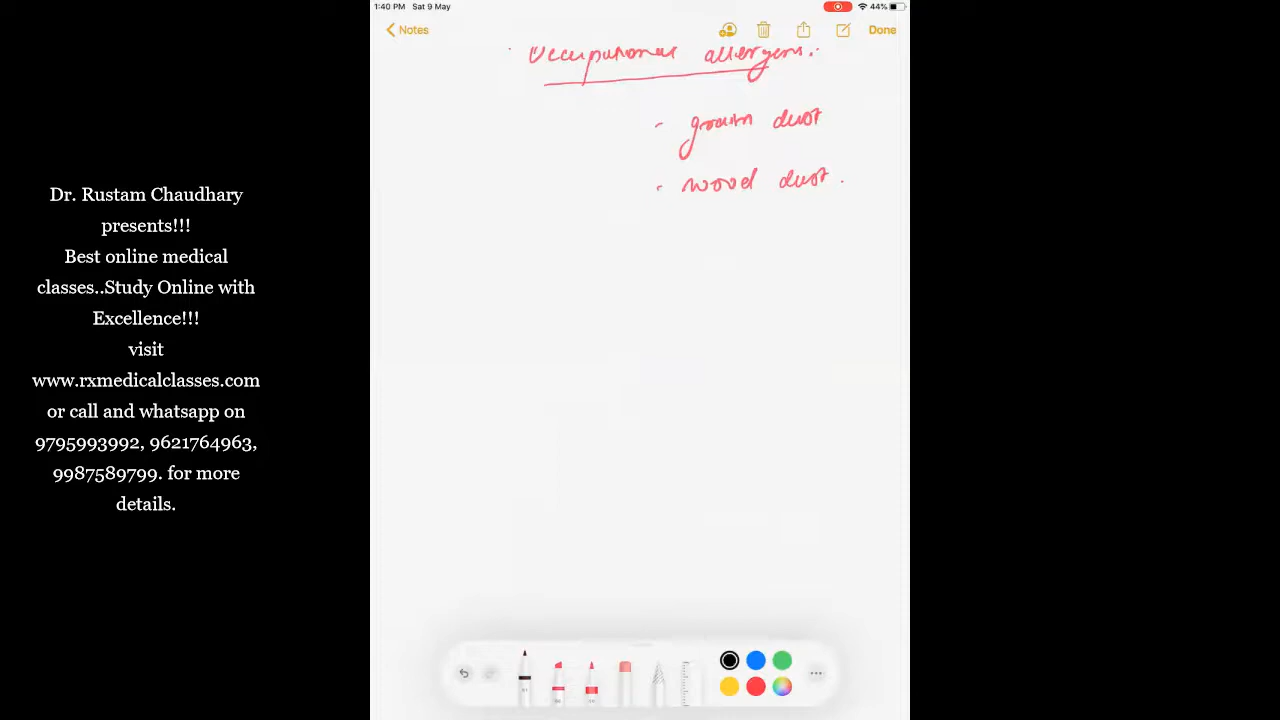 1:40 PM Sat 9 May
44%
Notes
Done
· Occupational allergens.
- grain dust
- wood dust.
Dr. Rustam Chaudhary
presents!!!
Best online medical
classes..Study Online with
Excellence!!!
visit
www.rxmedicalclasses.com
or call and whatsapp on
9795993992, 9621764963,
9987589799. for more
details.